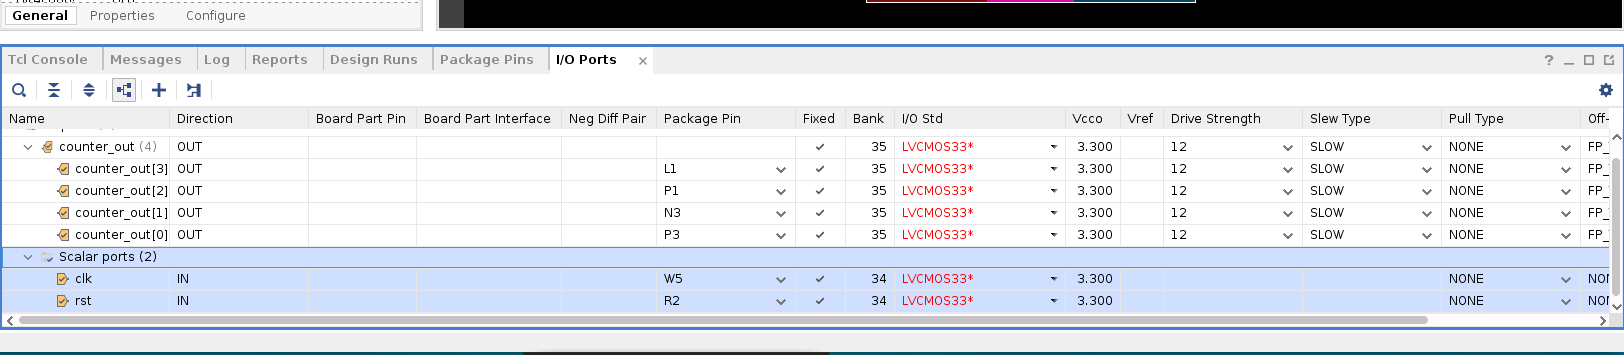 General Properties Configure
Tcl Console Messages Log Reports Design Runs Package Pins I/O Ports ×
?
Name Direction Board Part Pin Board Part Interface Neg Diff Pair Package Pin Fixed Bank I/O Std Vcco Vref Drive Strength Slew Type Pull Type Off-
counter_out (4) OUT 35 LVCMOS33* 3.300 12 SLOW NONE FP_
counter_out[3] OUT L1 35 LVCMOS33* 3.300 12 SLOW NONE FP_
counter_out[2] OUT P1 35 LVCMOS33* 3.300 12 SLOW NONE FP_
counter_out[1] OUT N3 35 LVCMOS33* 3.300 12 SLOW NONE FP_
counter_out[0] OUT P3 35 LVCMOS33* 3.300 12 SLOW NONE FP_
Scalar ports (2)
clk IN W5 34 LVCMOS33* 3.300 NONE NON
rst IN R2 34 LVCMOS33* 3.300 NONE NON